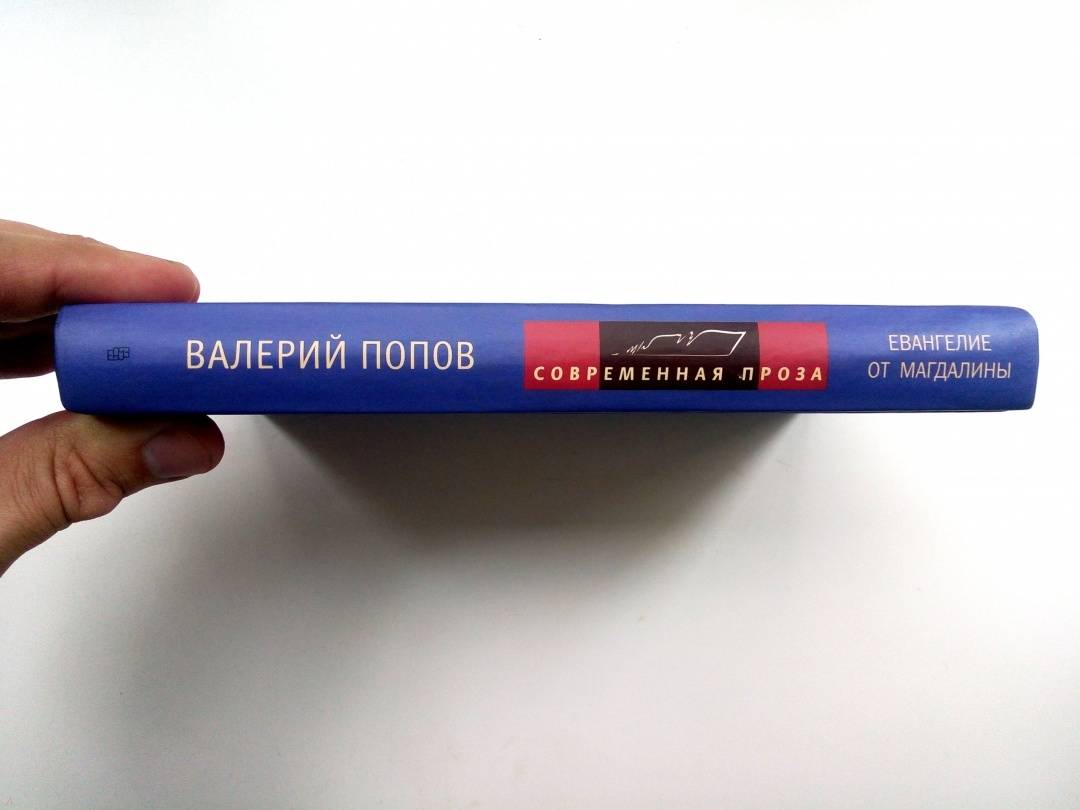 ВАЛЕРИЙ ПОПОВ
СОВРЕМЕННАЯ ПРОЗА
ЕВАНГЕЛИЕ
ОТ МАГДАЛИНЫ